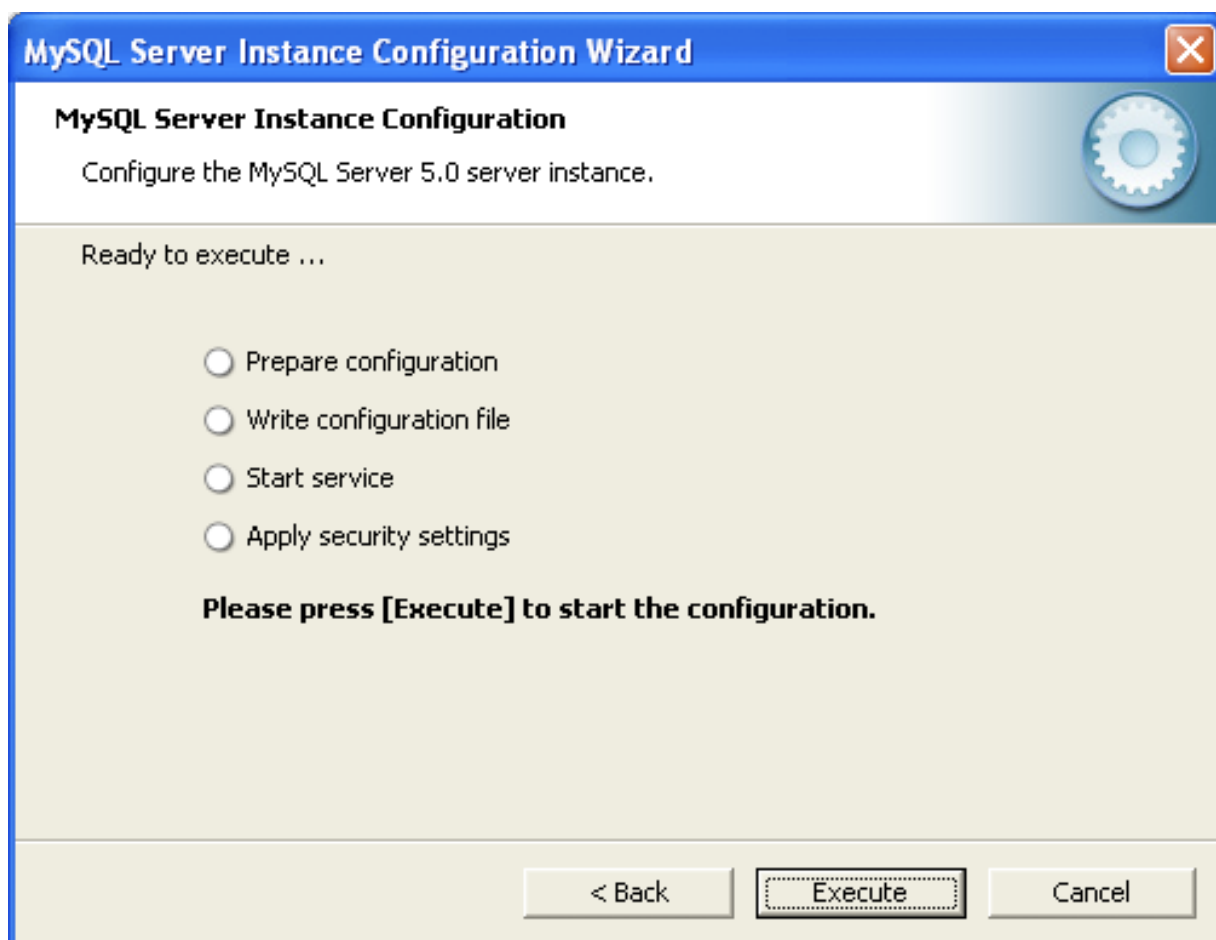 MySQL Server Instance Configuration Wizard
MySQL Server Instance Configuration
Configure the MySQL Server 5.0 server instance.
Ready to execute ...
Prepare configuration
Write configuration file
Start service
Apply security settings
Please press [Execute] to start the configuration.
< Back Execute Cancel